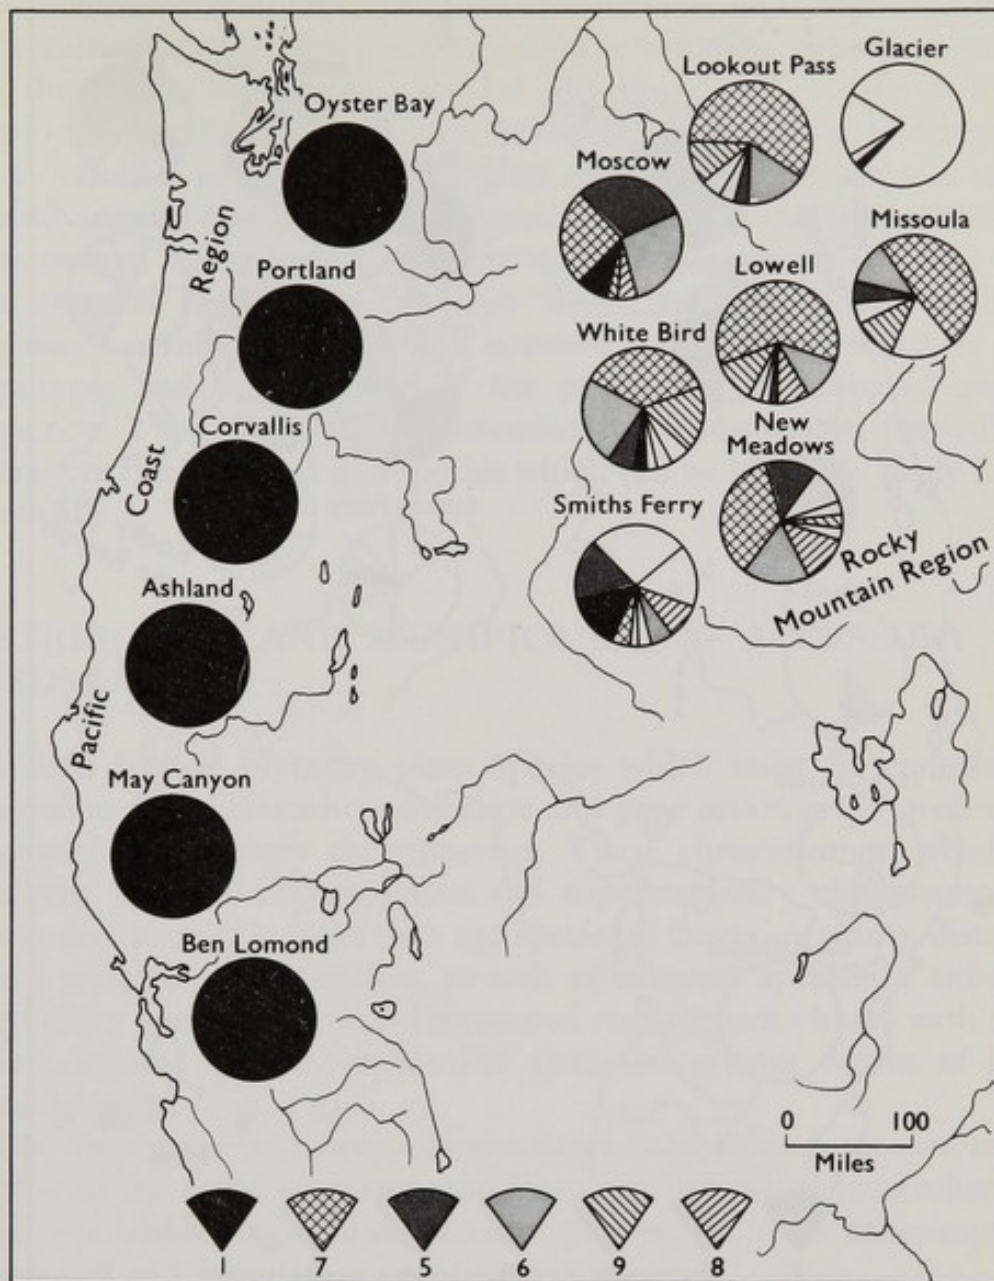 Glacier
Lookout Pass
Oyster Bay
Moscow
Missoula
Region
Portland
Lowell
White Bird
Corvallis
New
Meadows
Coast
Smiths Ferry
Rocky
Mountain Region
Ashland
Pacific
May Canyon
Ben Lomond
0 100
Miles
1 7 5 6 9 8